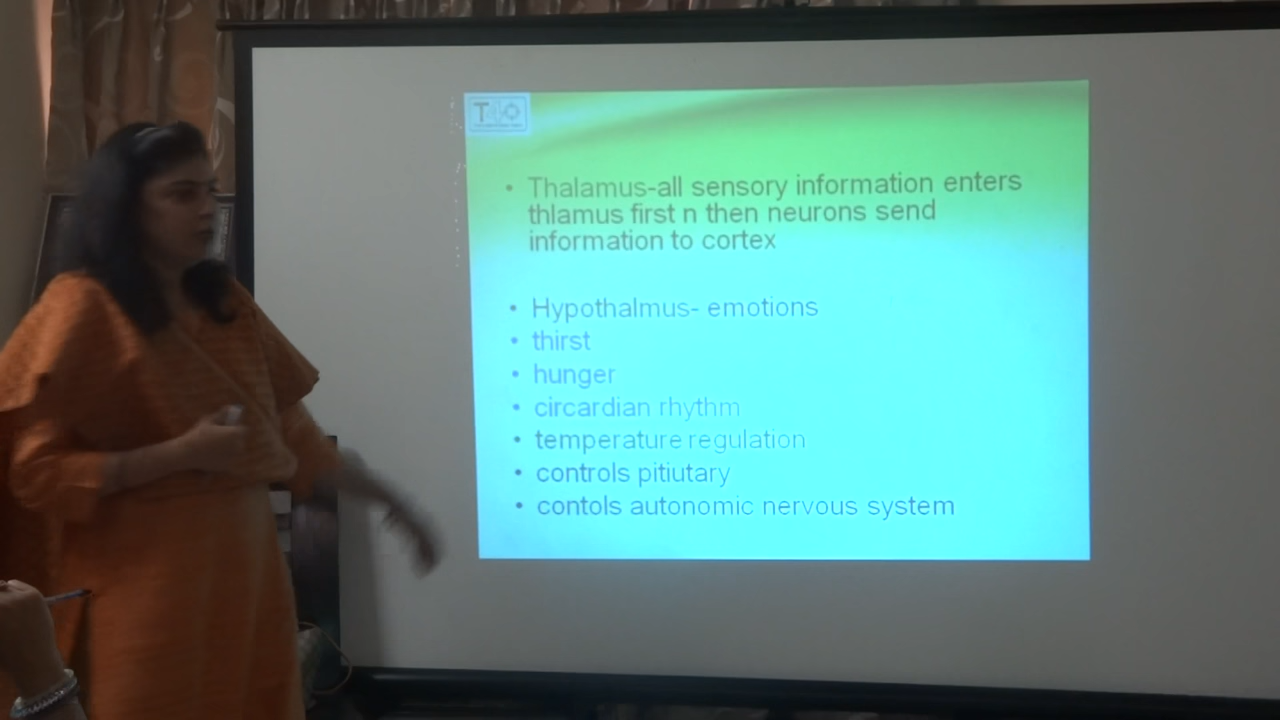 • Thalamus-all sensory information enters
thlamus first n then neurons send
information to cortex
• Hypothalmus- emotions
• thirst
• hunger
• circardian rhythm
• temperature regulation
• controls pitiutary
• contols autonomic nervous system